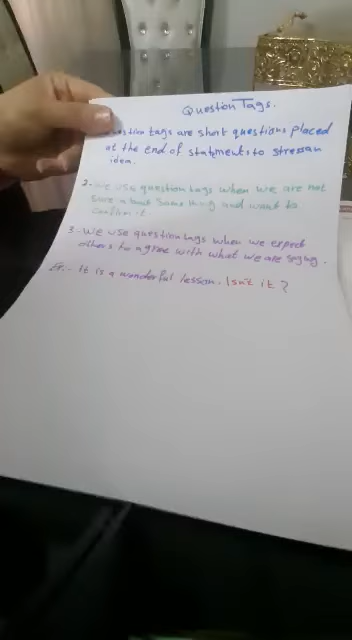 Question Tags.
Question tags are short questions placed
at the end of statments to stress an
idea.
2- We use question tags when we are not
sure about something and want to
confirm it
3- We use question tags when we expect
others to agree with what we are saying.
Ex:- It is a wonderful lesson. Isn't it?